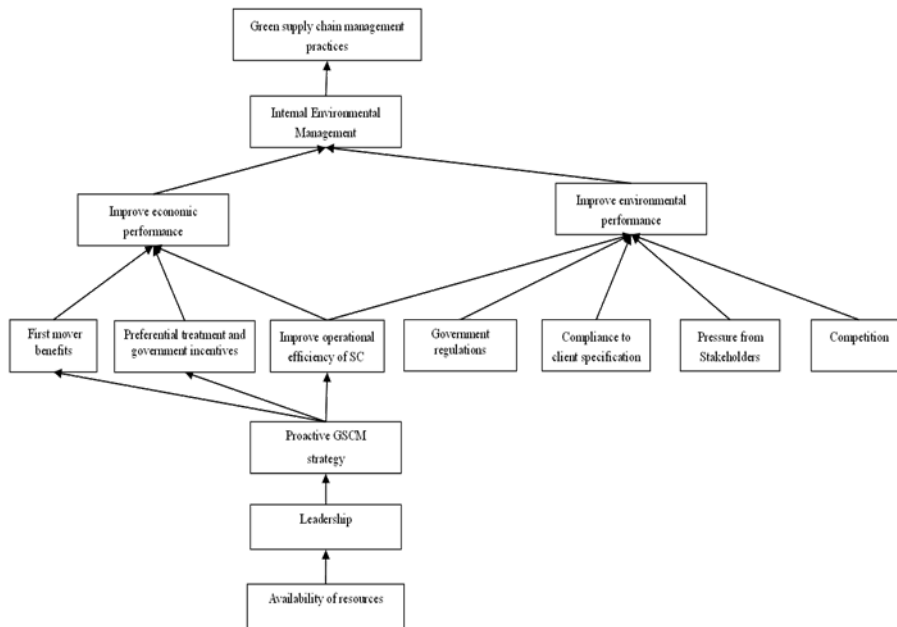 Green supply chain management
practices
Internal Environmental
Management
Improve economic
performance
Improve environmental
performance
First mover
benefits
Preferential treatment and
government incentives
Improve operational
efficiency of SC
Government
regulations
Compliance to
client specification
Pressure from
Stakeholders
Competition
Proactive GSCM
strategy
Leadership
Availability of resources